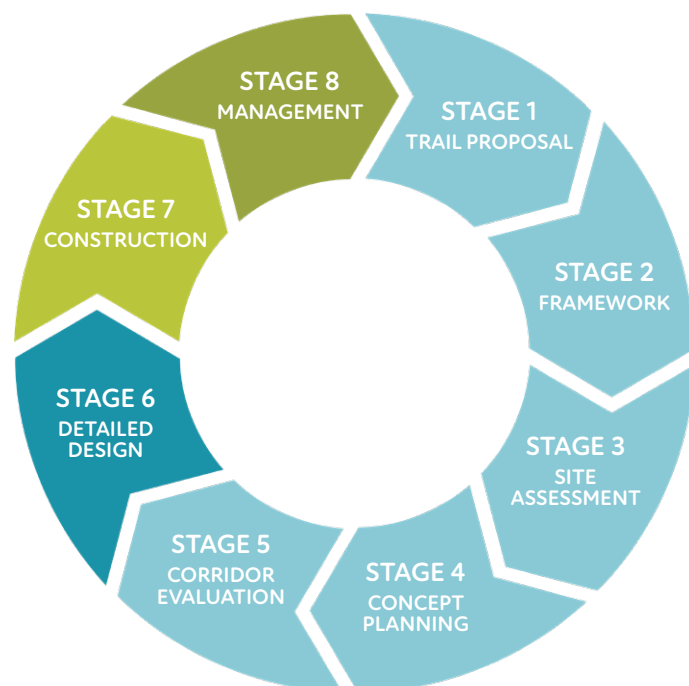 STAGE 1
TRAIL PROPOSAL
STAGE 2
FRAMEWORK
STAGE 3
SITE
ASSESSMENT
STAGE 4
CONCEPT
PLANNING
STAGE 5
CORRIDOR
EVALUATION
STAGE 6
DETAILED
DESIGN
STAGE 7
CONSTRUCTION
STAGE 8
MANAGEMENT